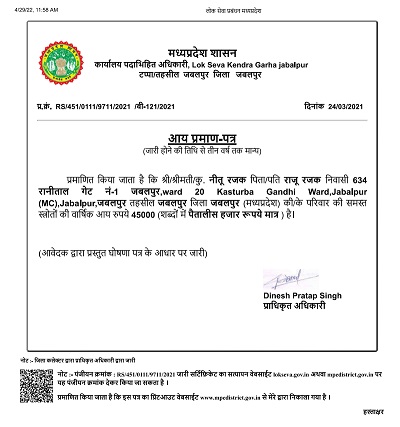 4/29/22, 11:58 AM
लोक सेवा प्रबंधन मध्यप्रदेश
मध्यप्रदेश शासन
कार्यालय पदाभिहित अधिकारी, Lok Seva Kendra Garha jabalpur
टप्पा/तहसील जबलपुर जिला जबलपुर
प्र.क्रं. RS/451/0111/9711/2021 /बी-121/2021
दिनांक 24/03/2021
आय प्रमाण-पत्र
(जारी होने की तिथि से तीन वर्ष तक मान्य)
प्रमाणित किया जाता है कि श्री/श्रीमती/कु. नीतू रजक पिता/पति राजू रजक निवासी 634
रानीताल गेट नं-1 जबलपुर,ward 20 Kasturba Gandhi Ward,Jabalpur
(MC),Jabalpur,जबलपुर तहसील जबलपुर जिला जबलपुर (मध्यप्रदेश) की/के परिवार की समस्त
स्त्रोतों की वार्षिक आय रुपये 45000 (शब्दों में पैतालीस हजार रूपये मात्र ) है।
(आवेदक द्वारा प्रस्तुत घोषणा पत्र के आधार पर जारी)
Dinesh Pratap Singh
प्राधिकृत अधिकारी
नोट :- जिला कलेक्टर द्वारा प्राधिकृत अधिकारी द्वारा जारी
नोट :- पंजीयन क्रमांक : RS/451/0111/9711/2021 जारी सर्टिफ़िकेट का सत्यापन वेबसाईट lokseva.gov.in अथवा mpedistrict.gov.in पर
यह पंजीयन क्रमांक देकर किया जा सकता है ।
प्रमाणित किया जाता है कि इस पत्र का प्रिंटआउट वेबसाईट www.mpedistrict.gov.in से मेरे द्वारा निकाला गया है ।
हस्ताक्षर